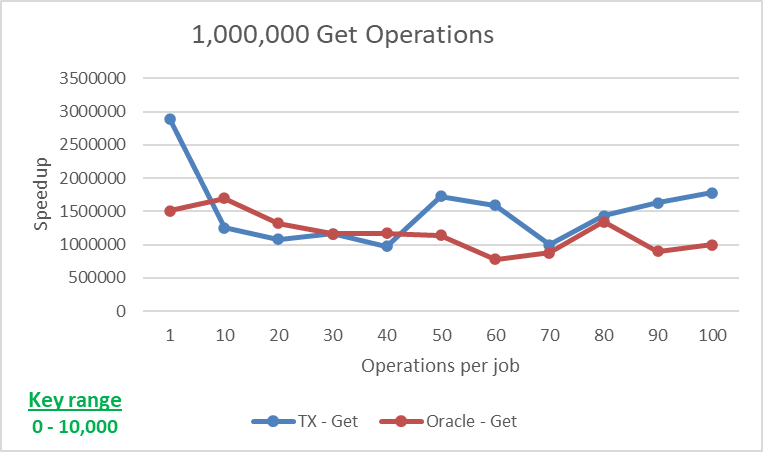 1,000,000 Get Operations
3500000
3000000
2500000
2000000
1500000
1000000
500000
0
Speedup
1 10 20 30 40 50 60 70 80 90 100
Operations per job
Key range
0 - 10,000
TX - Get Oracle - Get